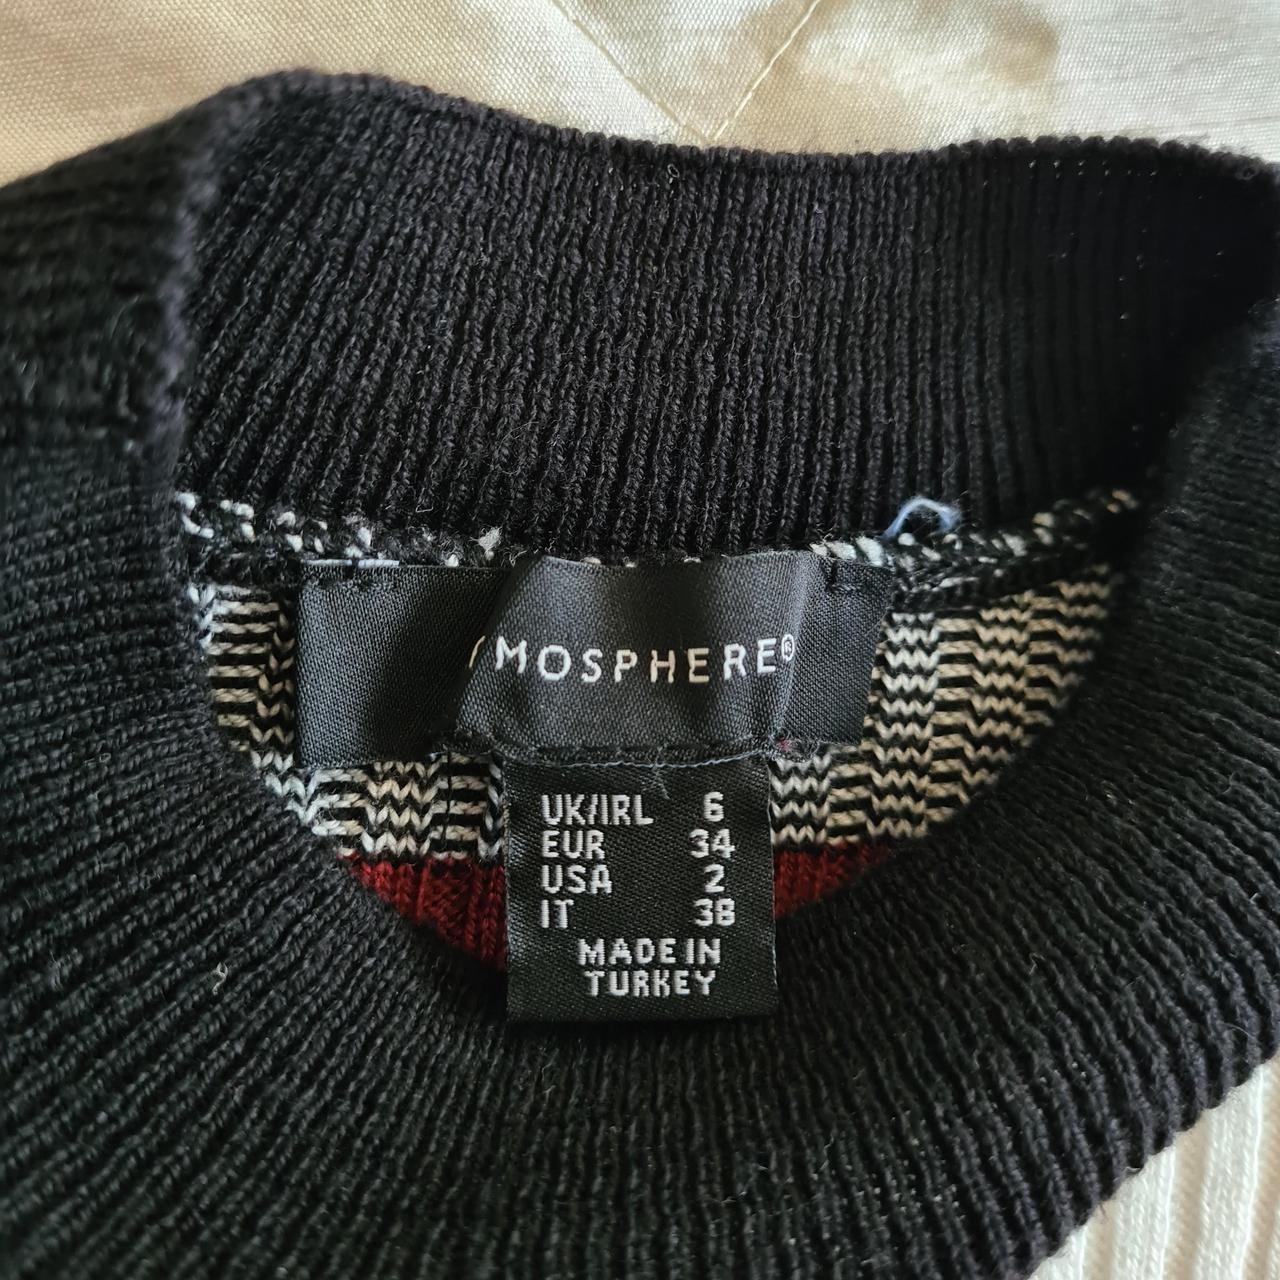 MOSPHERE®
UK/IRL 6
EUR 34
USA 2
IT 38
MADE IN
TURKEY